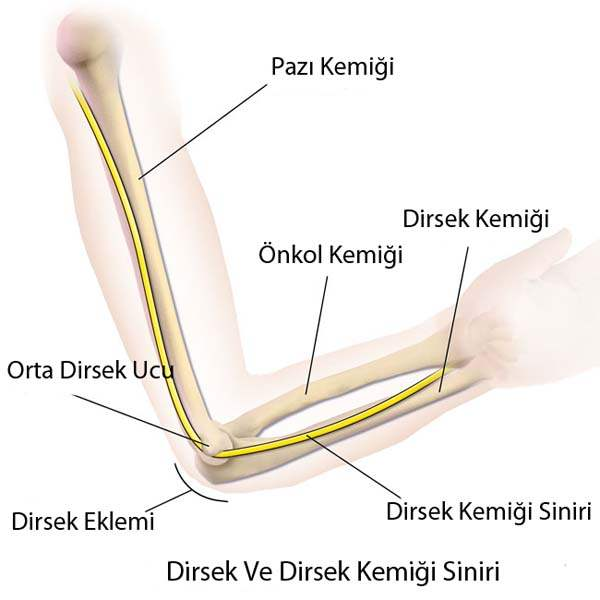 Pazı Kemiği
Dirsek Kemiği
Önkol Kemiği
Orta Dirsek Ucu
Dirsek Kemiği Siniri
Dirsek Eklemi
Dirsek Ve Dirsek Kemiği Siniri